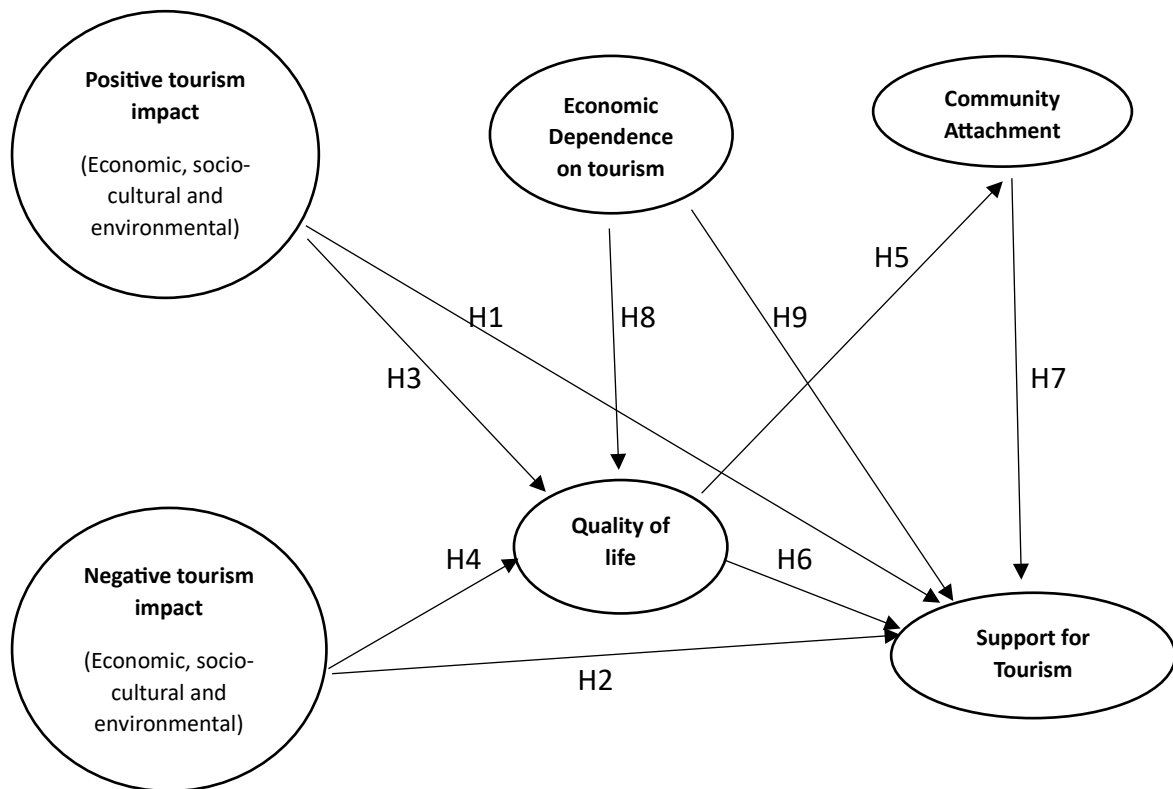 Positive tourism
impact
(Economic, socio-
cultural and
environmental)
Economic
Dependence
on tourism
Community
Attachment
H5
H1
H8
H9
H3
H7
Quality of
life
H4
H6
Negative tourism
impact
(Economic, socio-
cultural and
environmental)
Support for
Tourism
H2